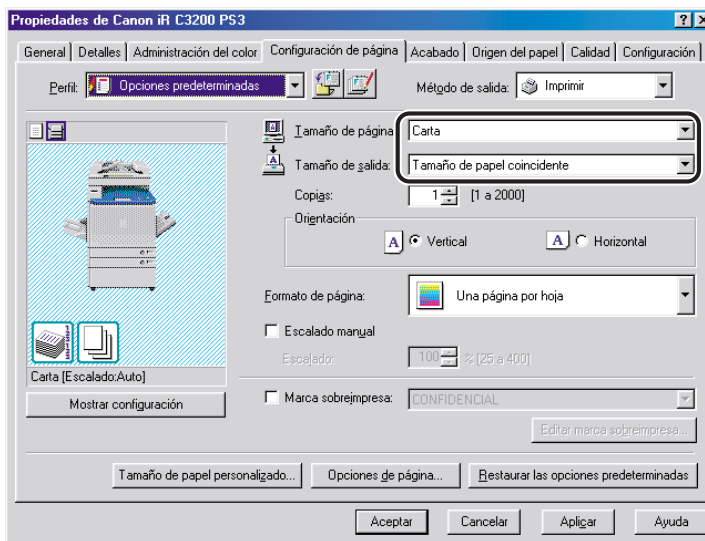 Propiedades de Canon iR C3200 PS3
General Detalles Administración del color Configuración de página Acabado Origen del papel Calidad Configuración
Perfil: Opciones predeterminadas Método de salida: Imprimir
Tamaño de página: Carta
Tamaño de salida: Tamaño de papel coincidente
Copias: 1 [1 a 2000]
Orientación
A Vertical A Horizontal
Formato de página: Una página por hoja
Escalado manual
Escalado: 100 % [25 a 400]
Carta [Escalado:Auto]
Mostrar configuración
Marca sobreimpresa: CONFIDENCIAL
Editar marca sobreimpresa...
Tamaño de papel personalizado... Opciones de página... Restaurar las opciones predeterminadas
Aceptar Cancelar Aplicar Ayuda